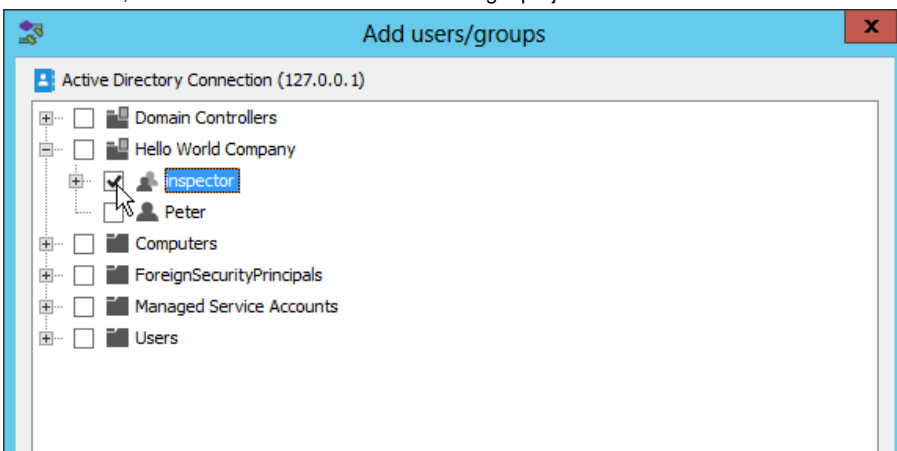 Add users/groups
X
Active Directory Connection (127.0.0.1)
Domain Controllers
Hello World Company
inspector
Peter
Computers
ForeignSecurityPrincipals
Managed Service Accounts
Users